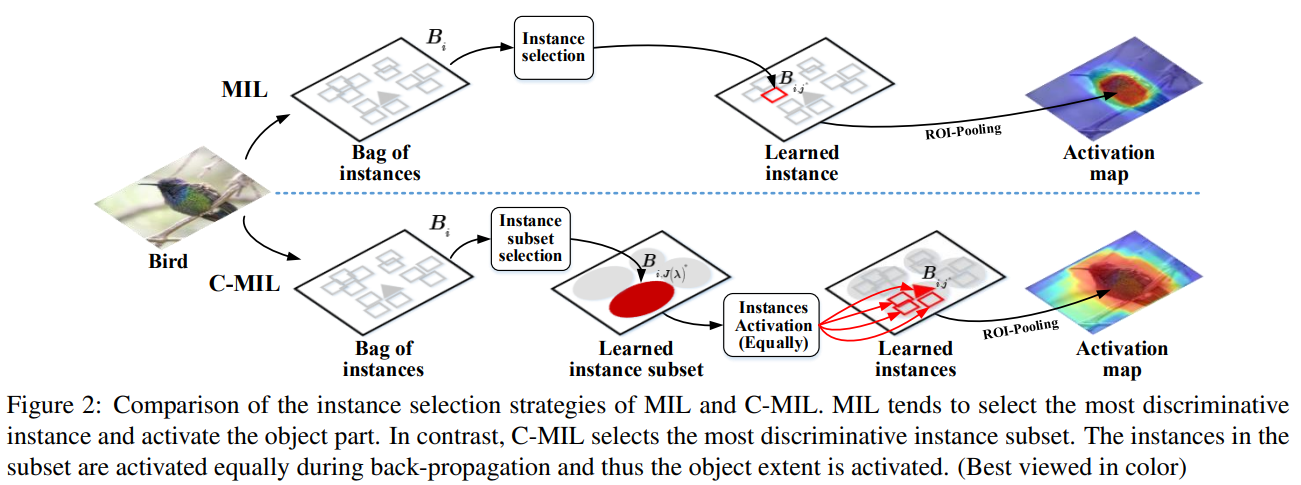 B_i
Instance
selection
MIL
B_{i,j^*}
ROI-Pooling
Bag of
instances
Learned
instance
Activation
map
Bird
B_i
Instance
subset
selection
C-MIL
B_{i,J(λ)^*}
Instances
Activation
(Equally)
B_{i,j^*}
ROI-Pooling
Bag of
instances
Learned
instance subset
Learned
instances
Activation
map
Figure 2: Comparison of the instance selection strategies of MIL and C-MIL. MIL tends to select the most discriminative
instance and activate the object part. In contrast, C-MIL selects the most discriminative instance subset. The instances in the
subset are activated equally during back-propagation and thus the object extent is activated. (Best viewed in color)